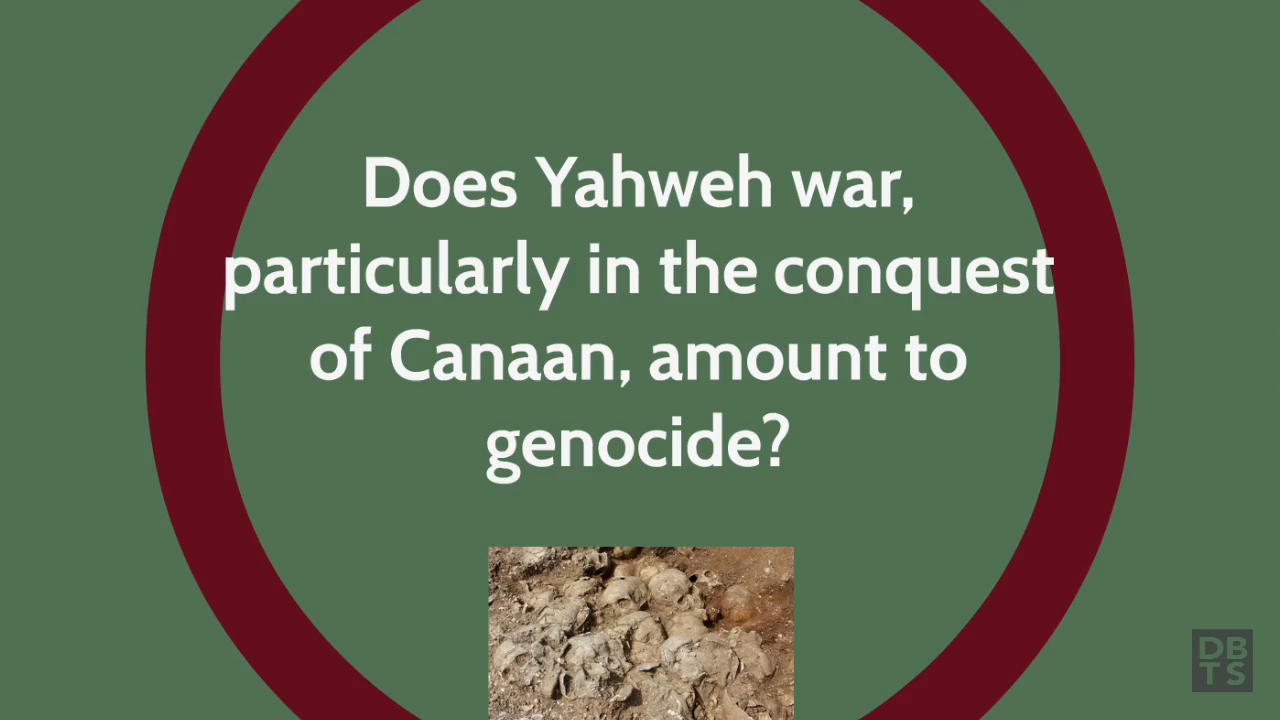 Does Yahweh war,
particularly in the conquest
of Canaan, amount to
genocide?
DB
TS